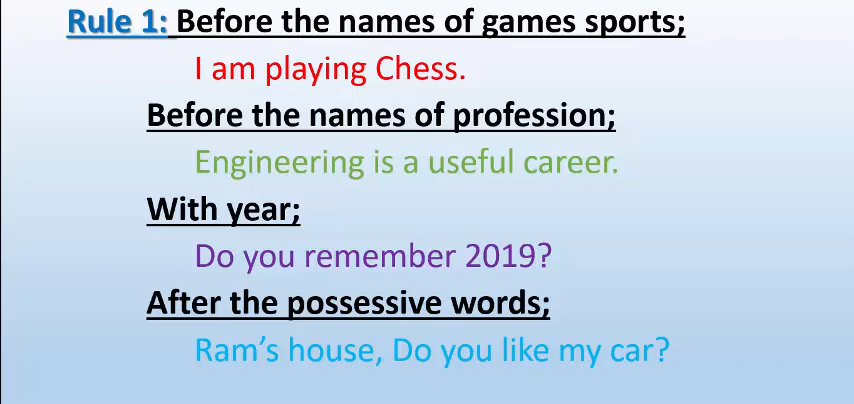 Rule 1: Before the names of games sports;
I am playing Chess.
Before the names of profession;
Engineering is a useful career.
With year;
Do you remember 2019?
After the possessive words;
Ram's house, Do you like my car?